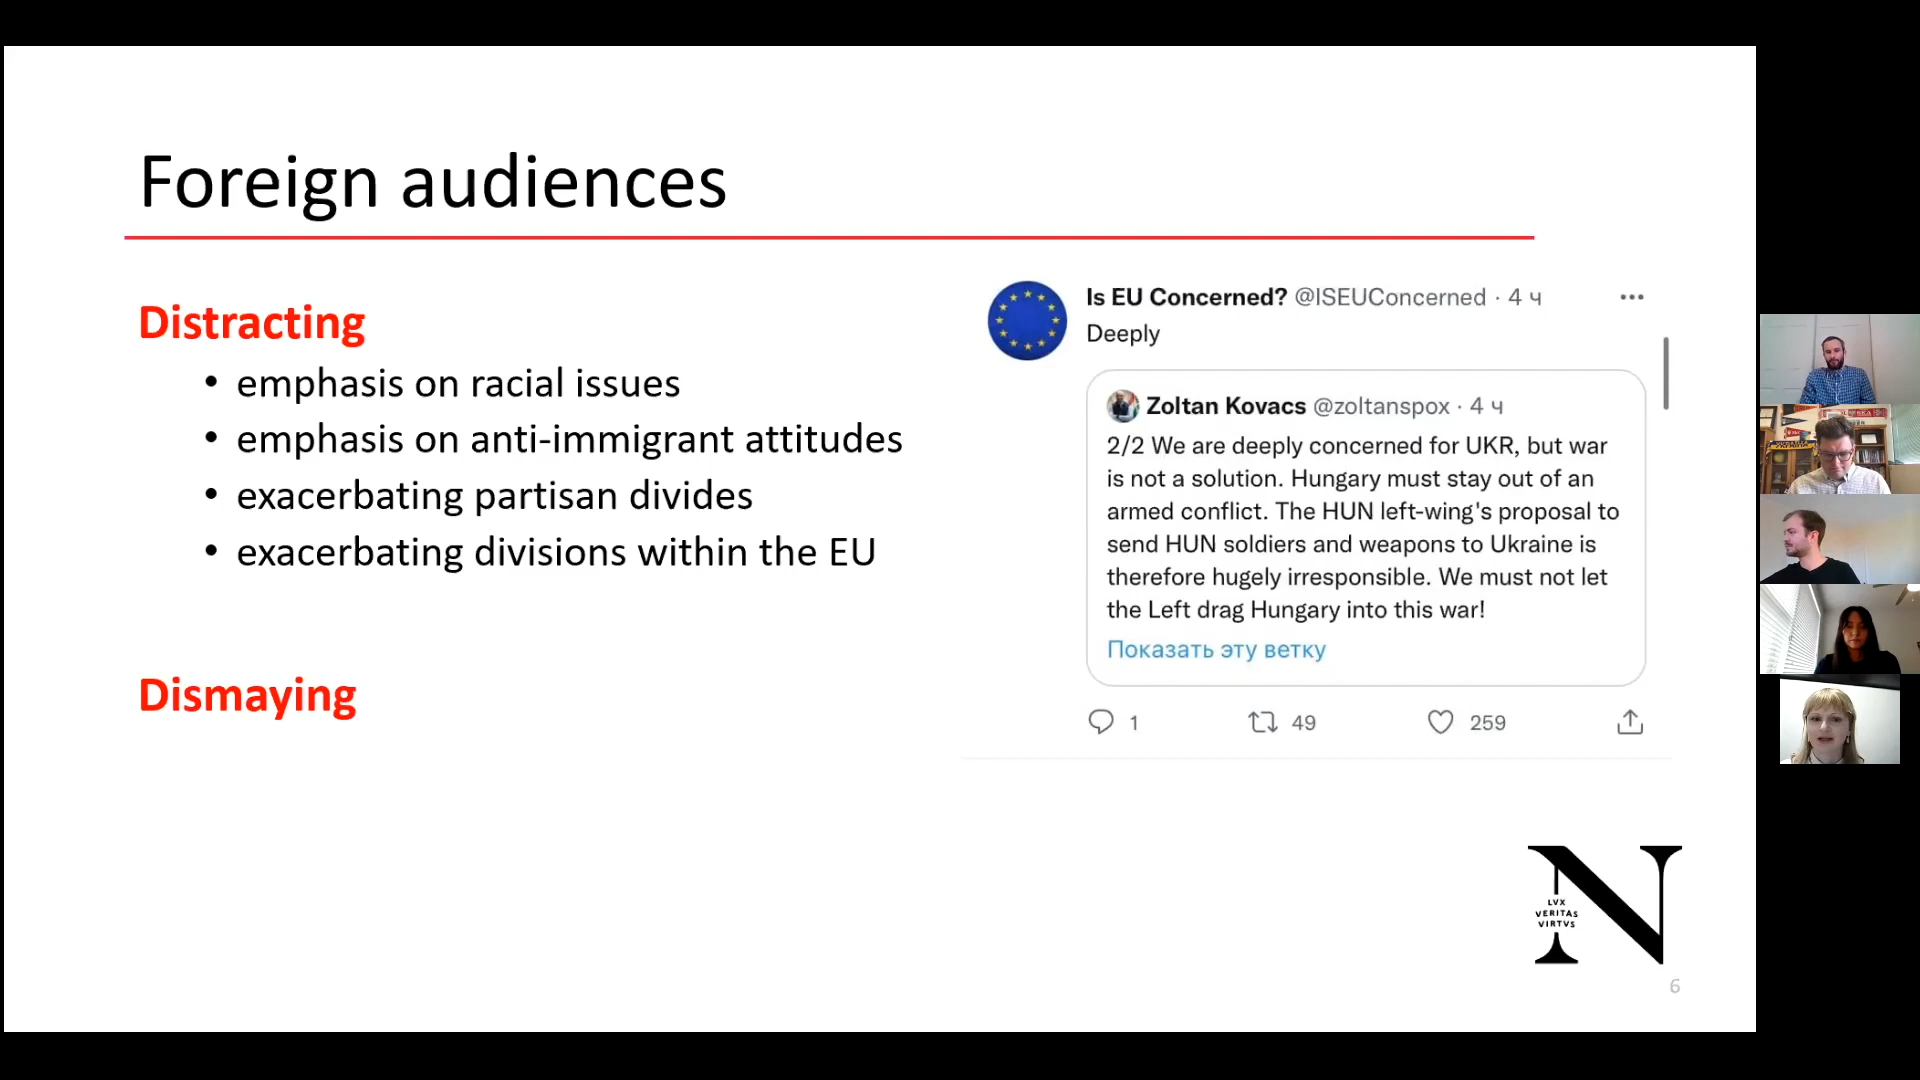 Foreign audiences
Distracting
• emphasis on racial issues
• emphasis on anti-immigrant attitudes
• exacerbating partisan divides
• exacerbating divisions within the EU
Dismaying
Is EU Concerned? @ISEUConcerned · 4 ч
Deeply
Zoltan Kovacs @zoltanspox · 4 ч
2/2 We are deeply concerned for UKR, but war
is not a solution. Hungary must stay out of an
armed conflict. The HUN left-wing's proposal to
send HUN soldiers and weapons to Ukraine is
therefore hugely irresponsible. We must not let
the Left drag Hungary into this war!
Показать эту ветку
1 49 259
N
LVX
VERITAS
VIRTVS
6